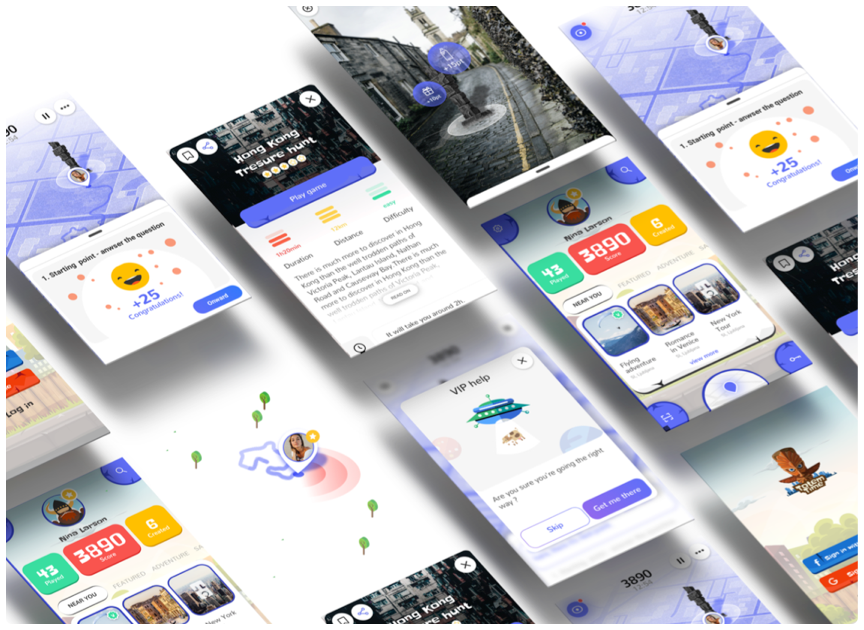 +15pt
+10pt
1. Starting point - anwser the question
+25
Congratulations!
Onward
Hong Kong
Tresure hunt
Play game
1h20min
12km
easy
Duration
Distance
Difficulty
There is much more to discover in Hong
Kong than the well trodden paths of
Victoria Peak, Lantau Island, Nathan
Road and Causeway Bay.There is much
more to discover in Hong Kong than the
well trodden paths of Victoria Peak,
READ ON
It will take you around 2h.
1. Starting point - anwser the question
+25
Congratulations!
Nina Larson
43
Played
3890
Score
6
Created
NEAR YOU
FEATURED
ADVENTURE
Flying
adventure
Romance
in Venice
New York
Tour
view more
Log in
VIP help
Are you sure you're going the right
way ?
Skip
Get me there
Totem
Time
Sign in
Nina Larson
43
Played
3890
Score
6
Created
NEAR YOU
FEATURED
ADVENTURE
Hong Kong
Tresure hunt
3890